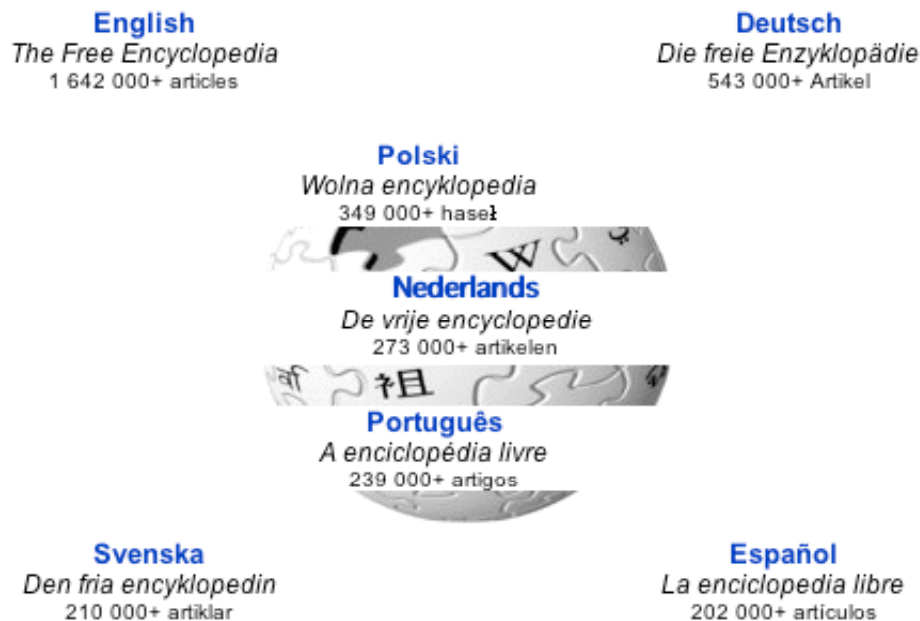 English
The Free Encyclopedia
1 642 000+ articles
Deutsch
Die freie Enzyklopädie
543 000+ Artikel
Polski
Wolna encyklopedia
349 000+ haseł
W
Nederlands
De vrije encyclopedie
273 000+ artikelen
祖
Português
A enciclopédia livre
239 000+ artigos
Svenska
Den fria encyklopedin
210 000+ artiklar
Español
La enciclopedia libre
202 000+ artículos